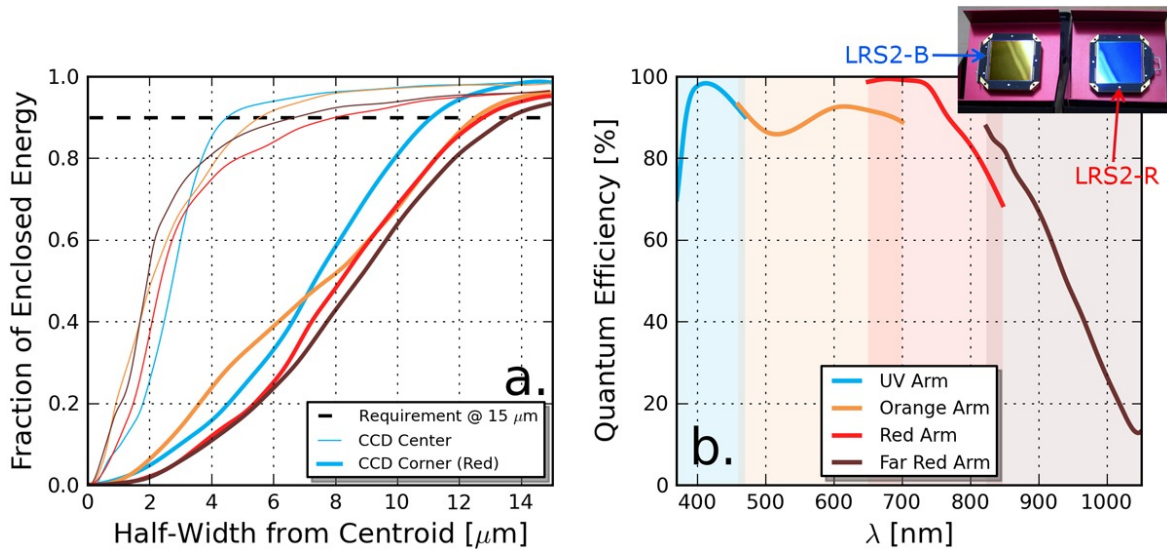 LRS2-B
LRS2-R
Fraction of Enclosed Energy
1.0
0.8
0.6
0.4
0.2
0.0
a.
Requirement @ 15 μm
CCD Center
CCD Corner (Red)
0 2 4 6 8 10 12 14
Half-Width from Centroid [μm]
Quantum Efficiency [%]
100
80
60
40
20
0
b.
UV Arm
Orange Arm
Red Arm
Far Red Arm
400 500 600 700 800 900 1000
λ [nm]